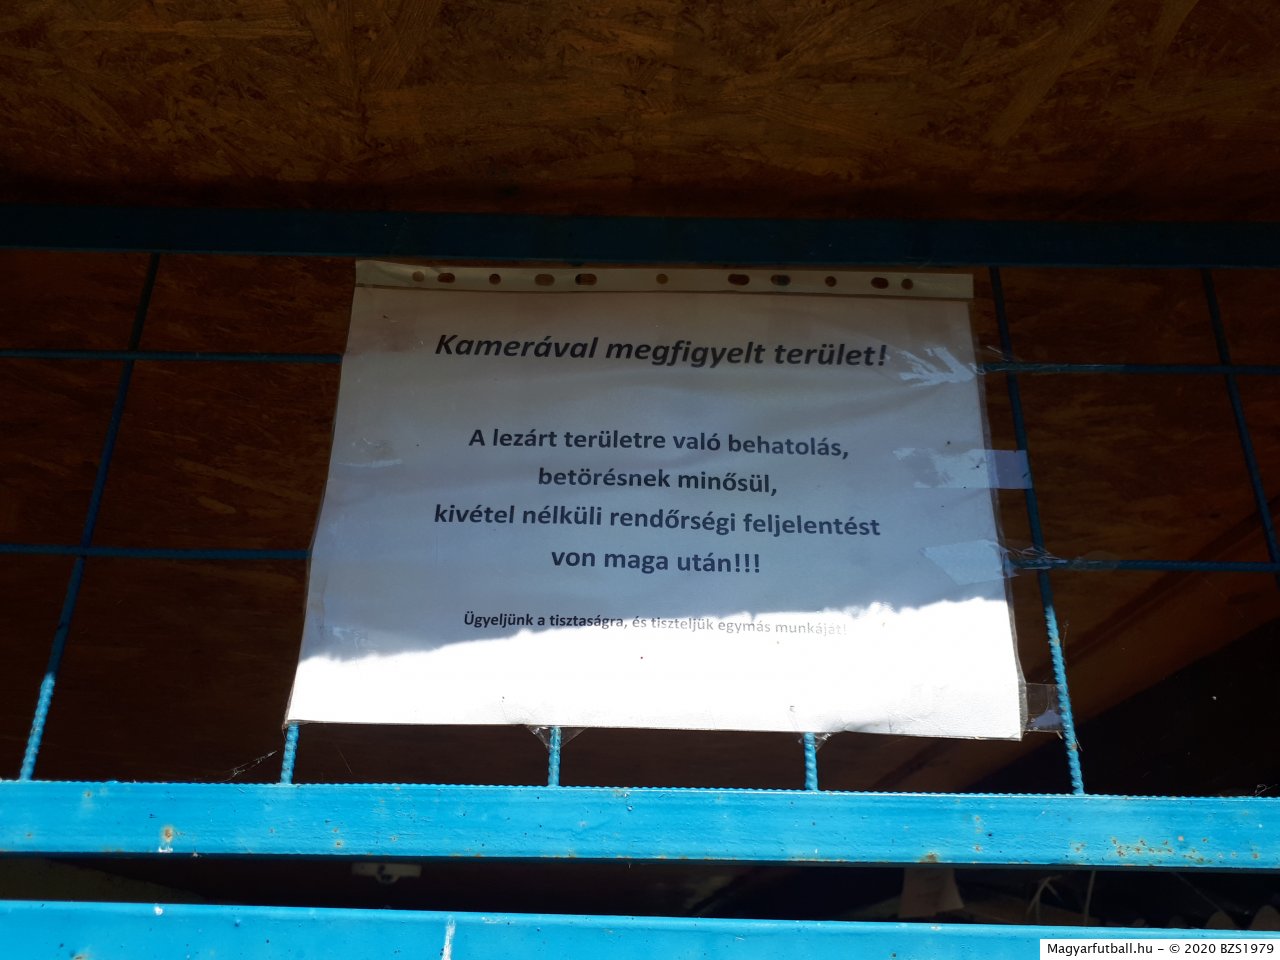 Kamerával megfigyelt terület!
A lezárt területre való behatolás,
betörésnek minősül,
kivétel nélküli rendőrségi feljelentést
von maga után!!!
Ügyeljünk a tisztaságra, és tiszteljük egymás munkáját!
Magyarfutball.hu - © 2020 BZS1979